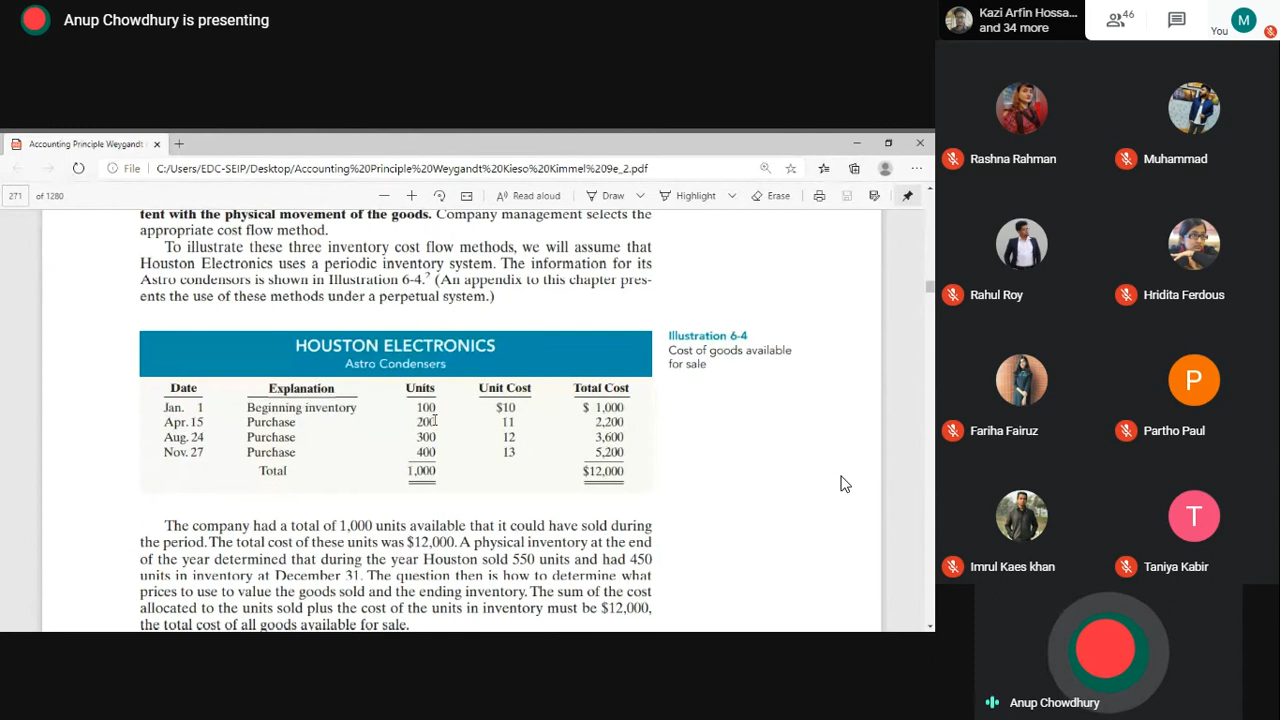 Anup Chowdhury is presenting
Kazi Arfin Hossa...
and 34 more
46
You
M
Accounting Principle Weygandt
File
C:/Users/EDC-SEIP/Desktop/Accounting%20Principle%20Weygandt%20Kieso%20Kimmel%209e_2.pdf
271 of 1280
Read aloud
Draw
Highlight
Erase
tent with the physical movement of the goods. Company management selects the
appropriate cost flow method.
To illustrate these three inventory cost flow methods, we will assume that
Houston Electronics uses a periodic inventory system. The information for its
Astro condensors is shown in Illustration 6-4.² (An appendix to this chapter pres-
ents the use of these methods under a perpetual system.)
HOUSTON ELECTRONICS
Astro Condensers
Date Explanation Units Unit Cost Total Cost
Jan. 1 Beginning inventory 100 $10 $ 1,000
Apr. 15 Purchase 200 11 2,200
Aug. 24 Purchase 300 12 3,600
Nov. 27 Purchase 400 13 5,200
Total 1,000 $12,000
Illustration 6-4
Cost of goods available
for sale
The company had a total of 1,000 units available that it could have sold during
the period. The total cost of these units was $12,000. A physical inventory at the end
of the year determined that during the year Houston sold 550 units and had 450
units in inventory at December 31. The question then is how to determine what
prices to use to value the goods sold and the ending inventory. The sum of the cost
allocated to the units sold plus the cost of the units in inventory must be $12,000,
the total cost of all goods available for sale.
Rashna Rahman
Muhammad
Rahul Roy
Hridita Ferdous
P
Fariha Fairuz
Partho Paul
T
Imrul Kaes khan
Taniya Kabir
Anup Chowdhury